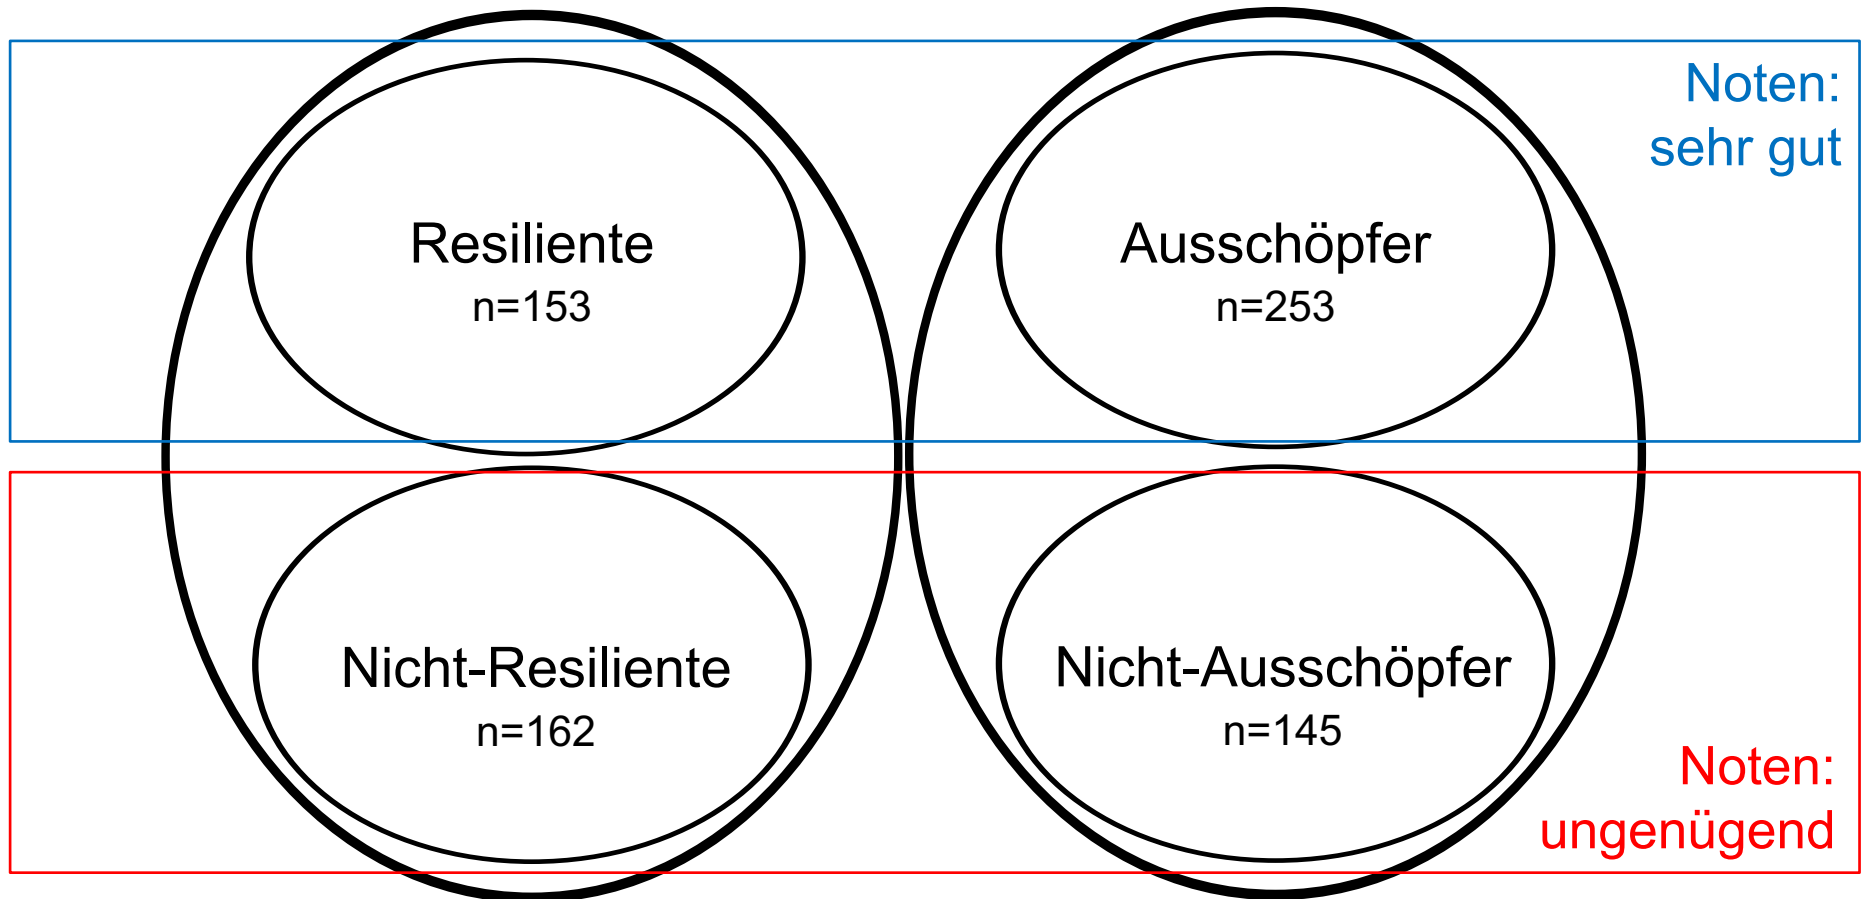 Noten:
sehr gut
Resiliente
n=153
Ausschöpfer
n=253
Nicht-Resiliente
n=162
Nicht-Ausschöpfer
n=145
Noten:
ungenügend